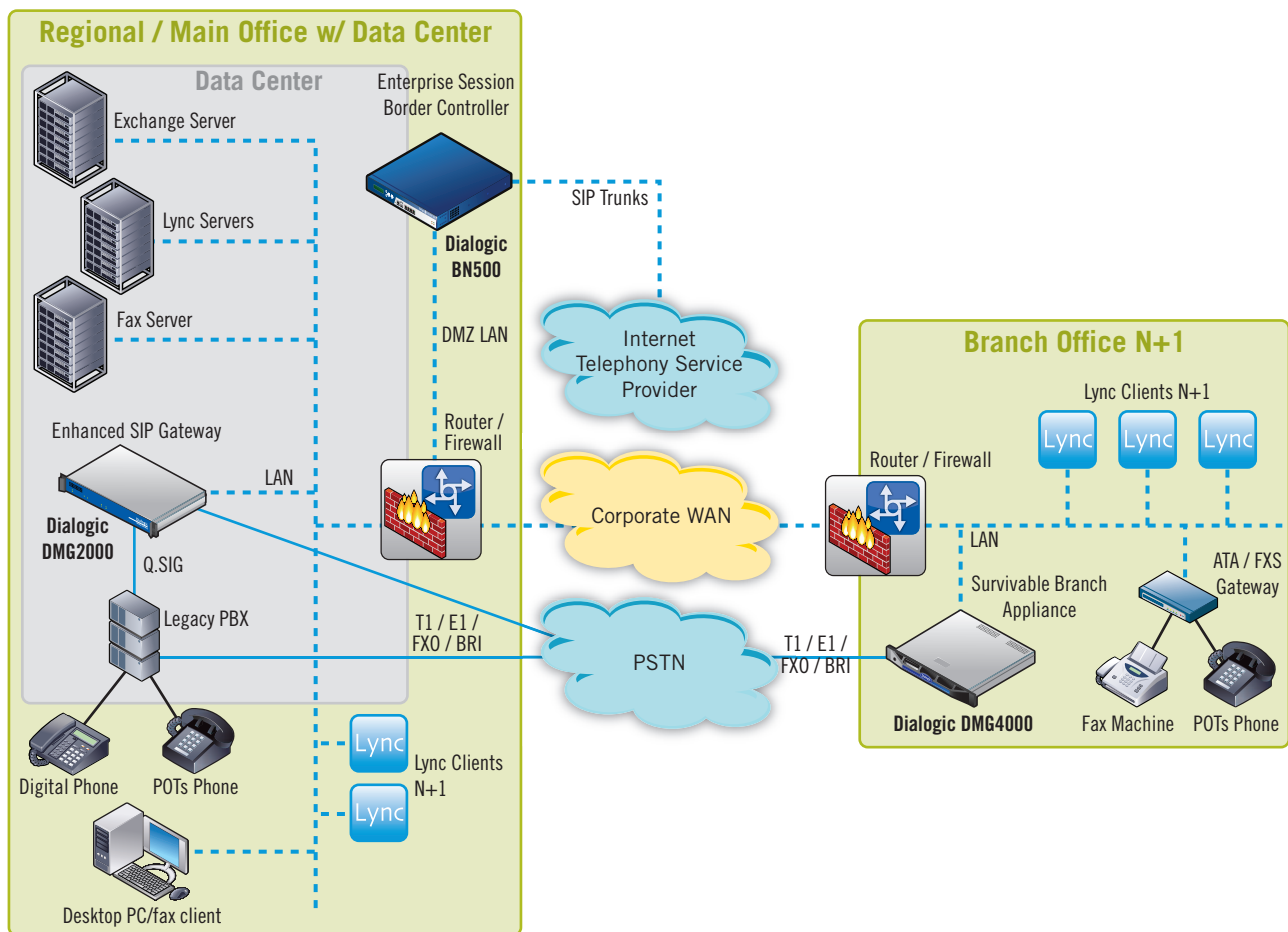 Regional / Main Office w/ Data Center
Data Center
Exchange Server
Lync Servers
Fax Server
Enhanced SIP Gateway
LAN
Dialogic
DMG2000
Q.SIG
Legacy PBX
Digital Phone
POTs Phone
Desktop PC/fax client
Enterprise Session
Border Controller
Dialogic
BN500
DMZ LAN
Router /
Firewall
T1 / E1 /
FXO / BRI
Lync
Lync
Lync Clients
N+1
SIP Trunks
Internet
Telephony Service
Provider
Corporate WAN
PSTN
T1 / E1 /
FXO / BRI
Branch Office N+1
Lync Clients N+1
Lync
Lync
Lync
Router / Firewall
LAN
Survivable Branch
Appliance
Dialogic DMG4000
ATA / FXS
Gateway
Fax Machine
POTs Phone